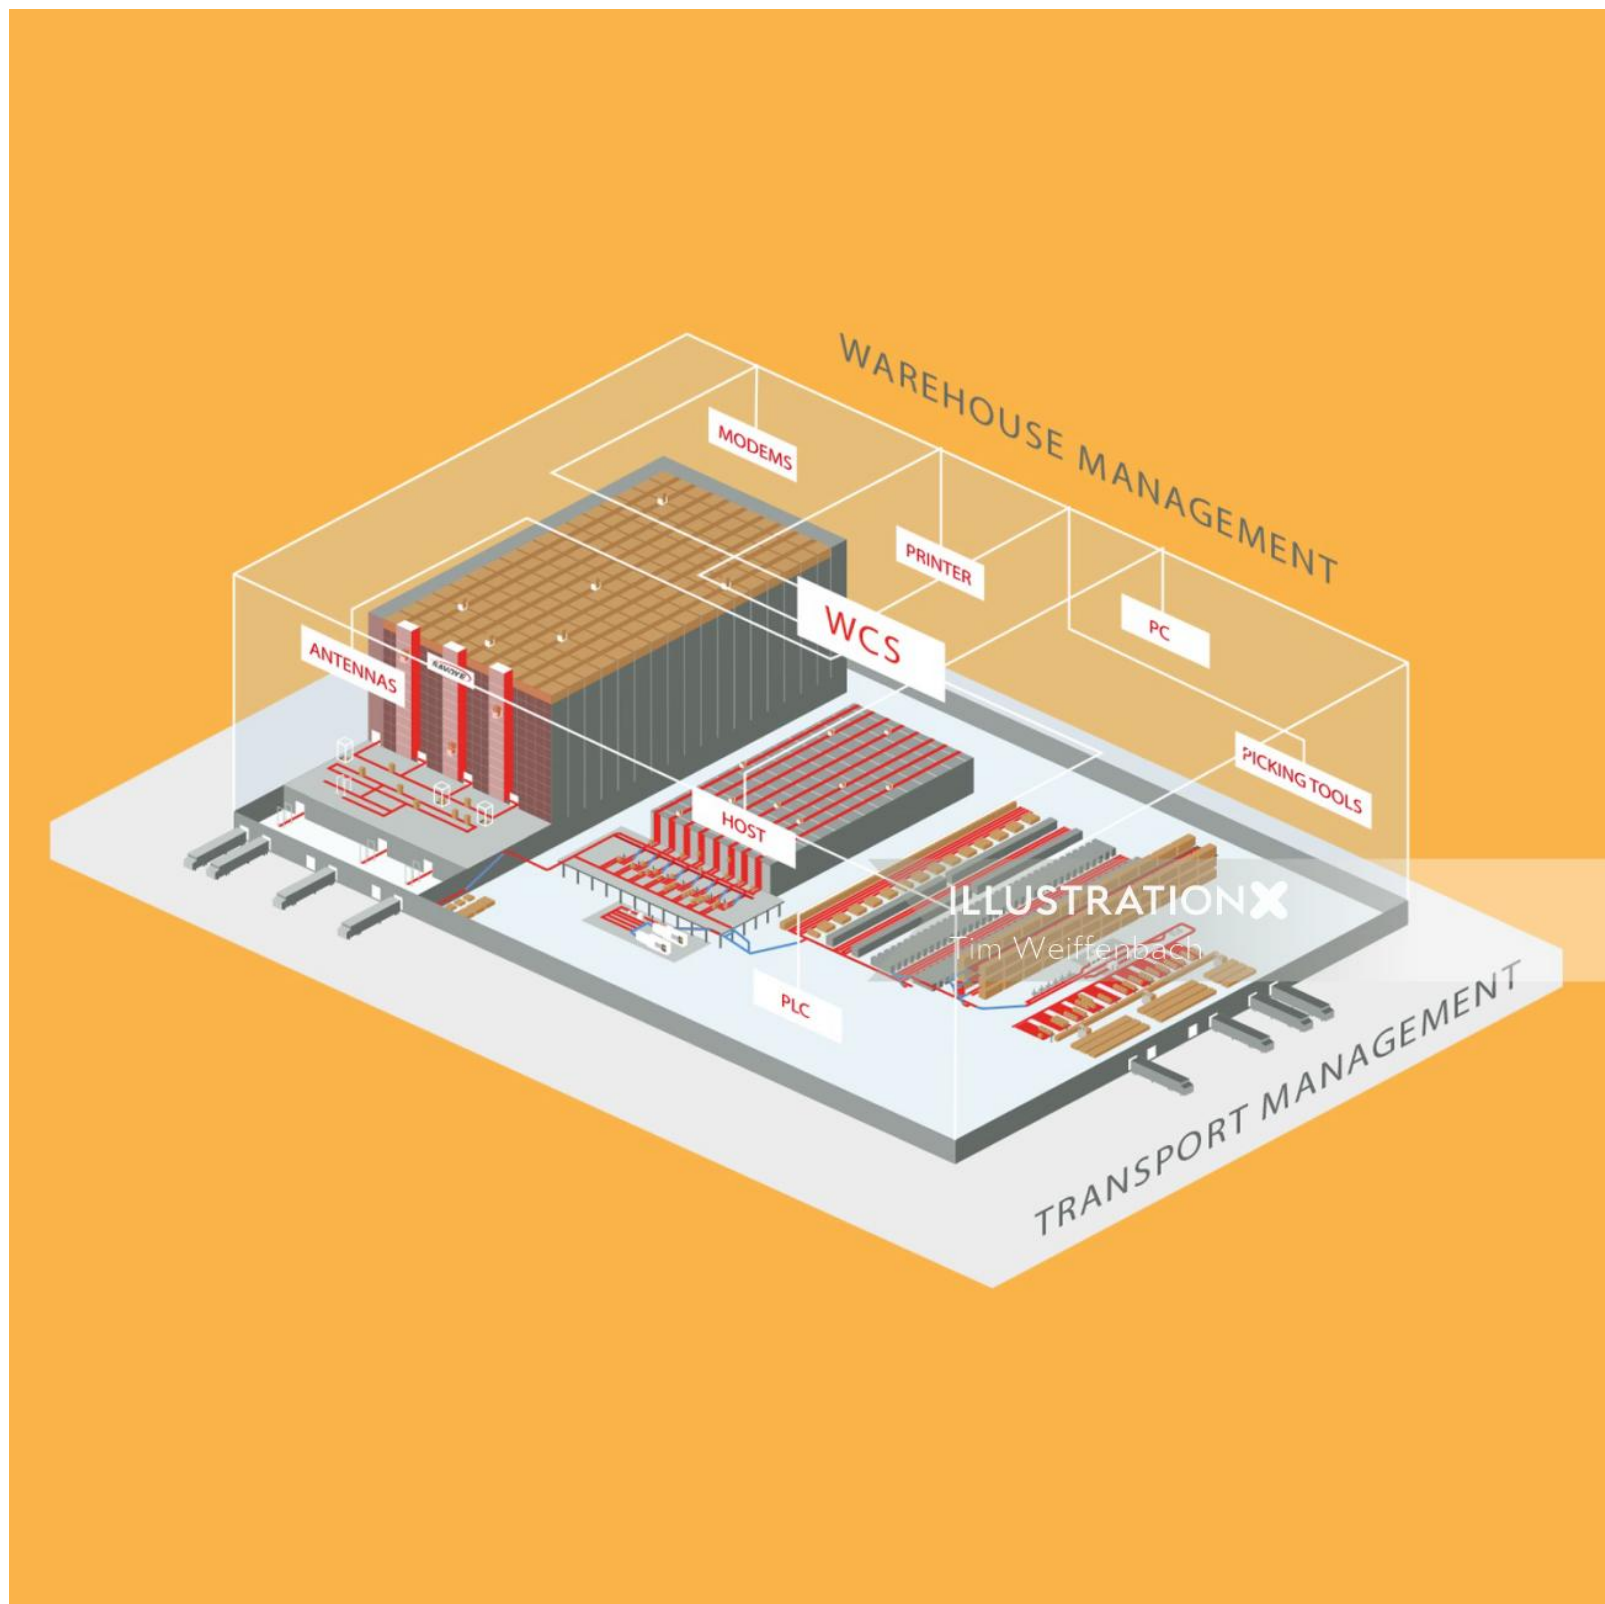 WAREHOUSE MANAGEMENT
MODEMS
PRINTER
WCS
PC
ANTENNAS
PICKING TOOLS
HOST
ILLUSTRATIONX
Tim Weiffenbach
PLC
TRANSPORT MANAGEMENT